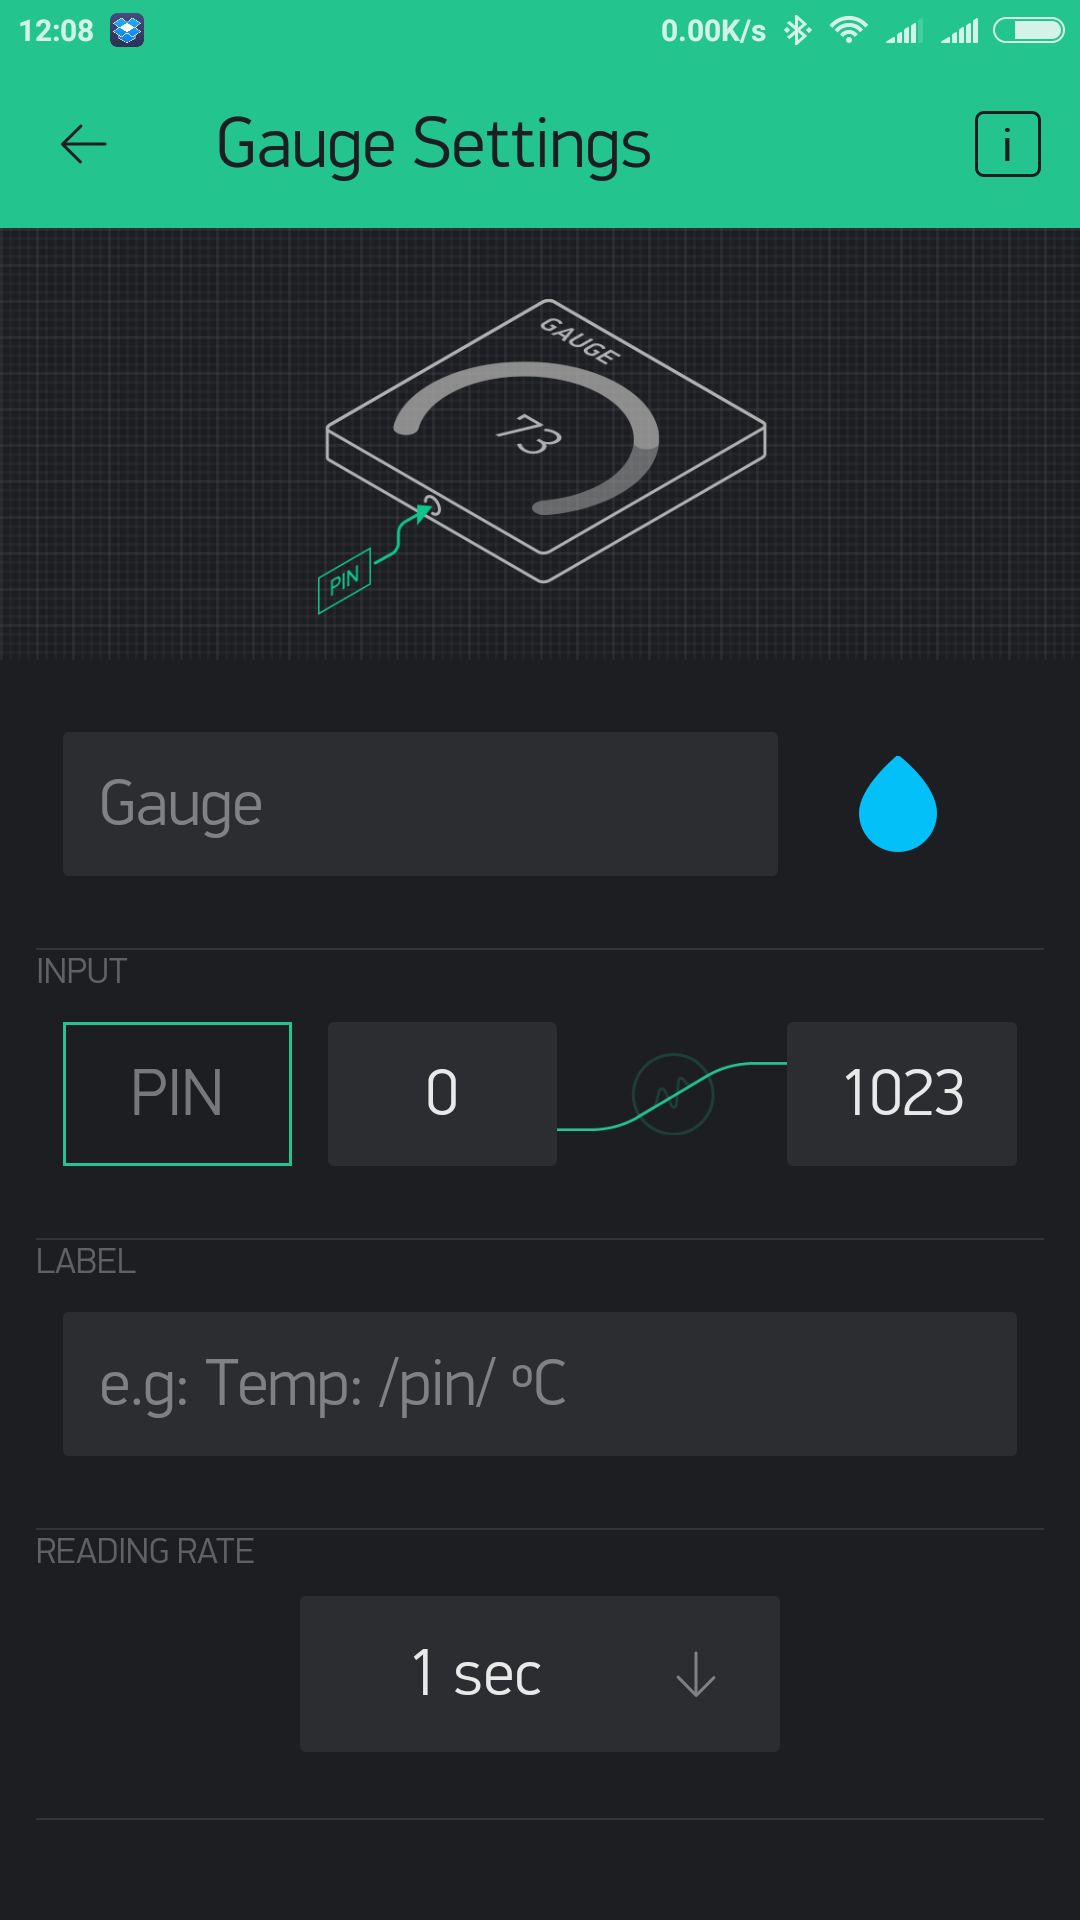 12:08 0.00K/s
Gauge Settings i
GAUGE
73
PIN
Gauge
INPUT
PIN 0 1023
LABEL
e.g: Temp: /pin/ ºC
READING RATE
1 sec